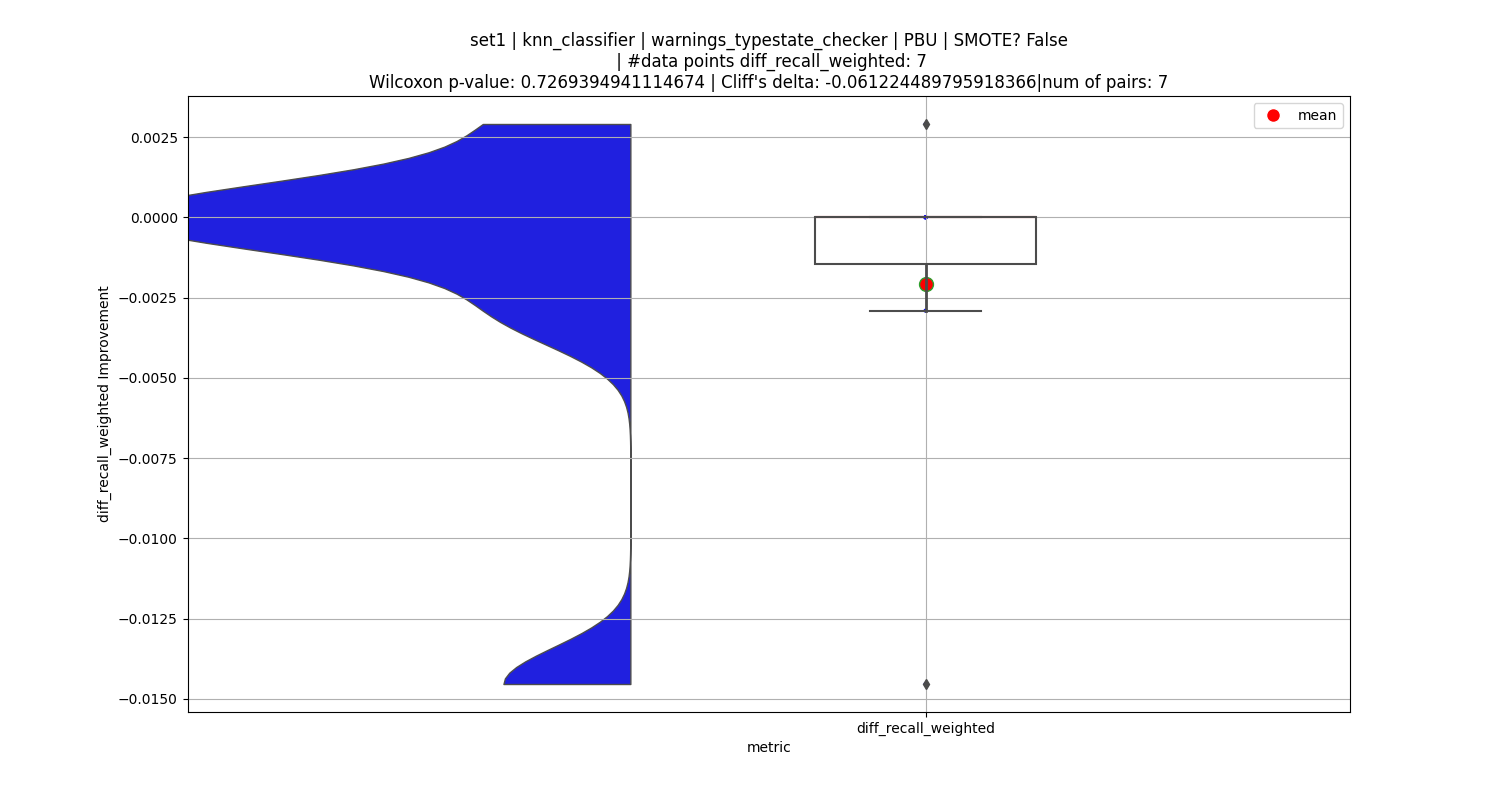 set1 | knn_classifier | warnings_typestate_checker | PBU | SMOTE? False
| #data points diff_recall_weighted: 7
Wilcoxon p-value: 0.7269394941114674 | Cliff's delta: -0.061224489795918366|num of pairs: 7
mean
0.0025
0.0000
−0.0025
−0.0050
−0.0075
−0.0100
−0.0125
−0.0150
diff_recall_weighted Improvement
diff_recall_weighted
metric